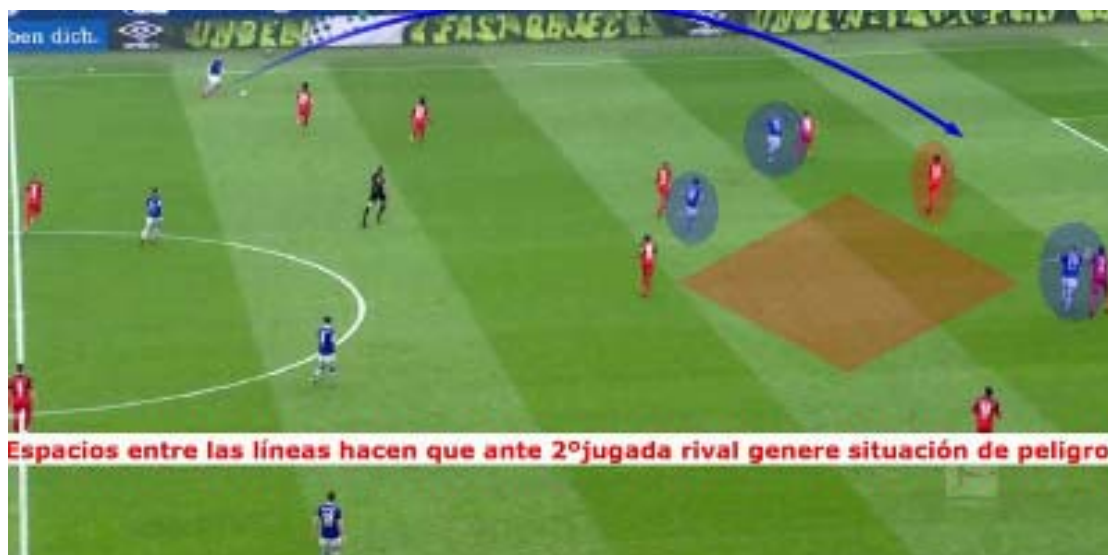 ben dich.
Espacios entre las líneas hacen que ante 2ºjugada rival genere situación de peligro